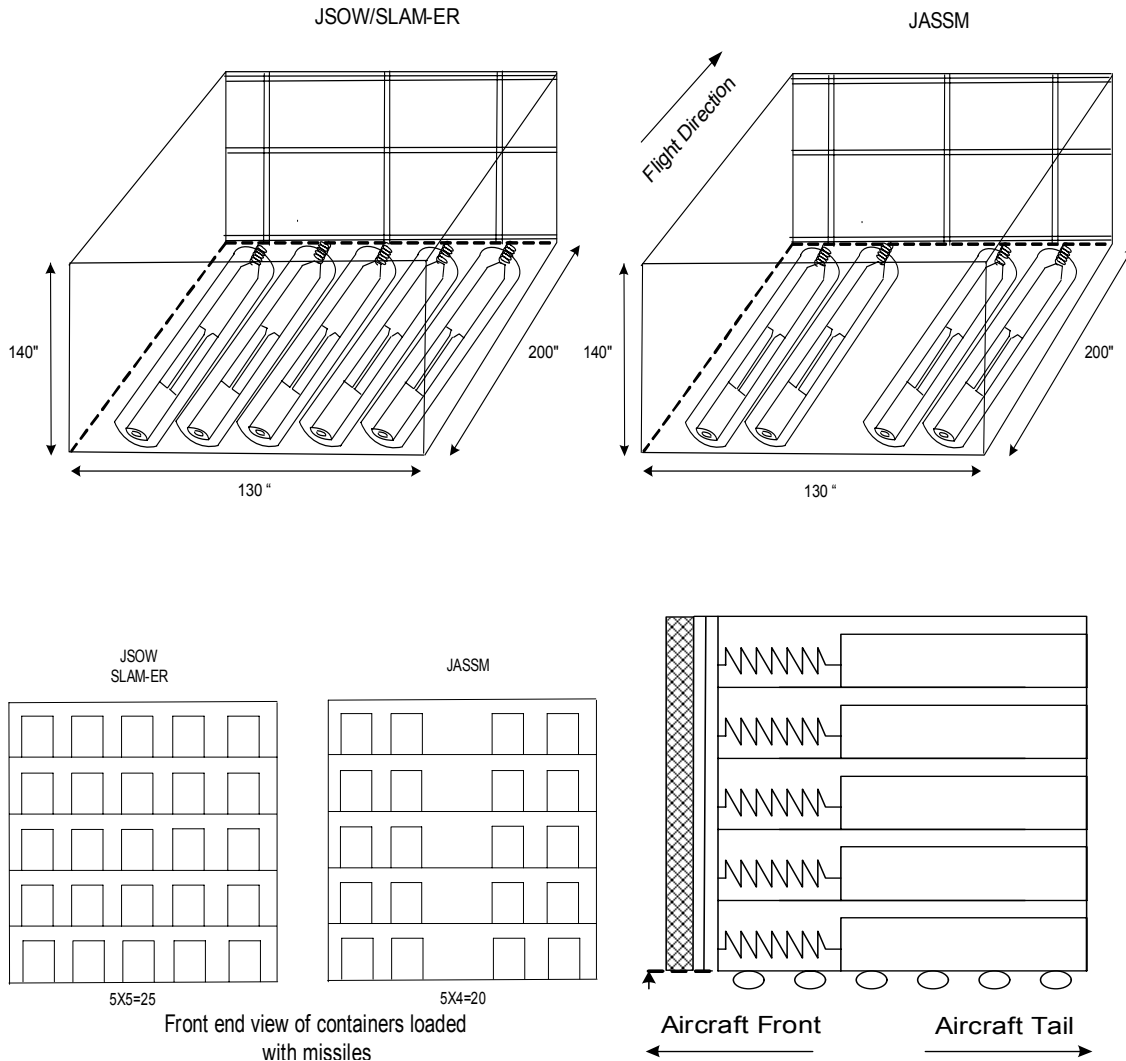 JSOW/SLAM-ER
JASSM
Flight Direction
140"
200"
130 "
140"
200"
130 "
JSOW
SLAM-ER
JASSM
5X5=25
5X4=20
Front end view of containers loaded
with missiles
Aircraft Front
Aircraft Tail